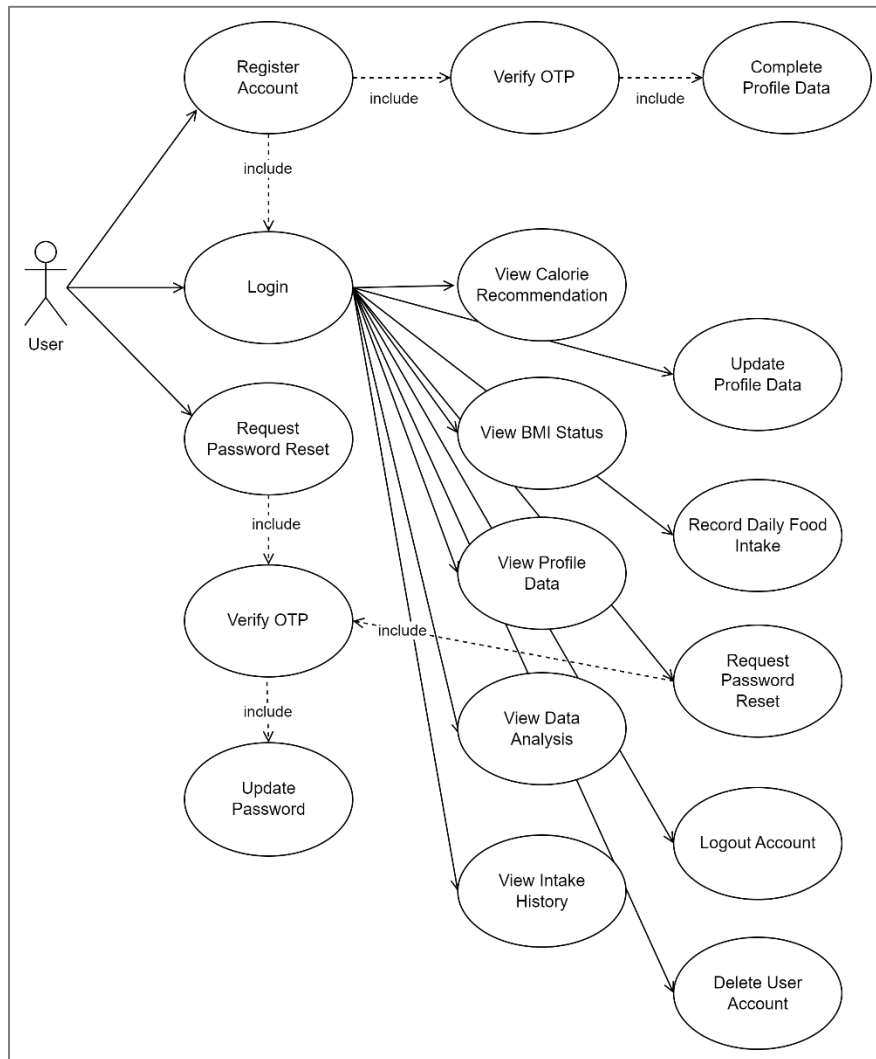 Register
Account
include
Verify OTP
include
Complete
Profile Data
include
User
Login
View Calorie
Recommendation
Update
Profile Data
Request
Password Reset
View BMI Status
include
Record Daily Food
Intake
View Profile
Data
Verify OTP
include
Request
Password
Reset
include
View Data
Analysis
Update
Password
Logout Account
View Intake
History
Delete User
Account